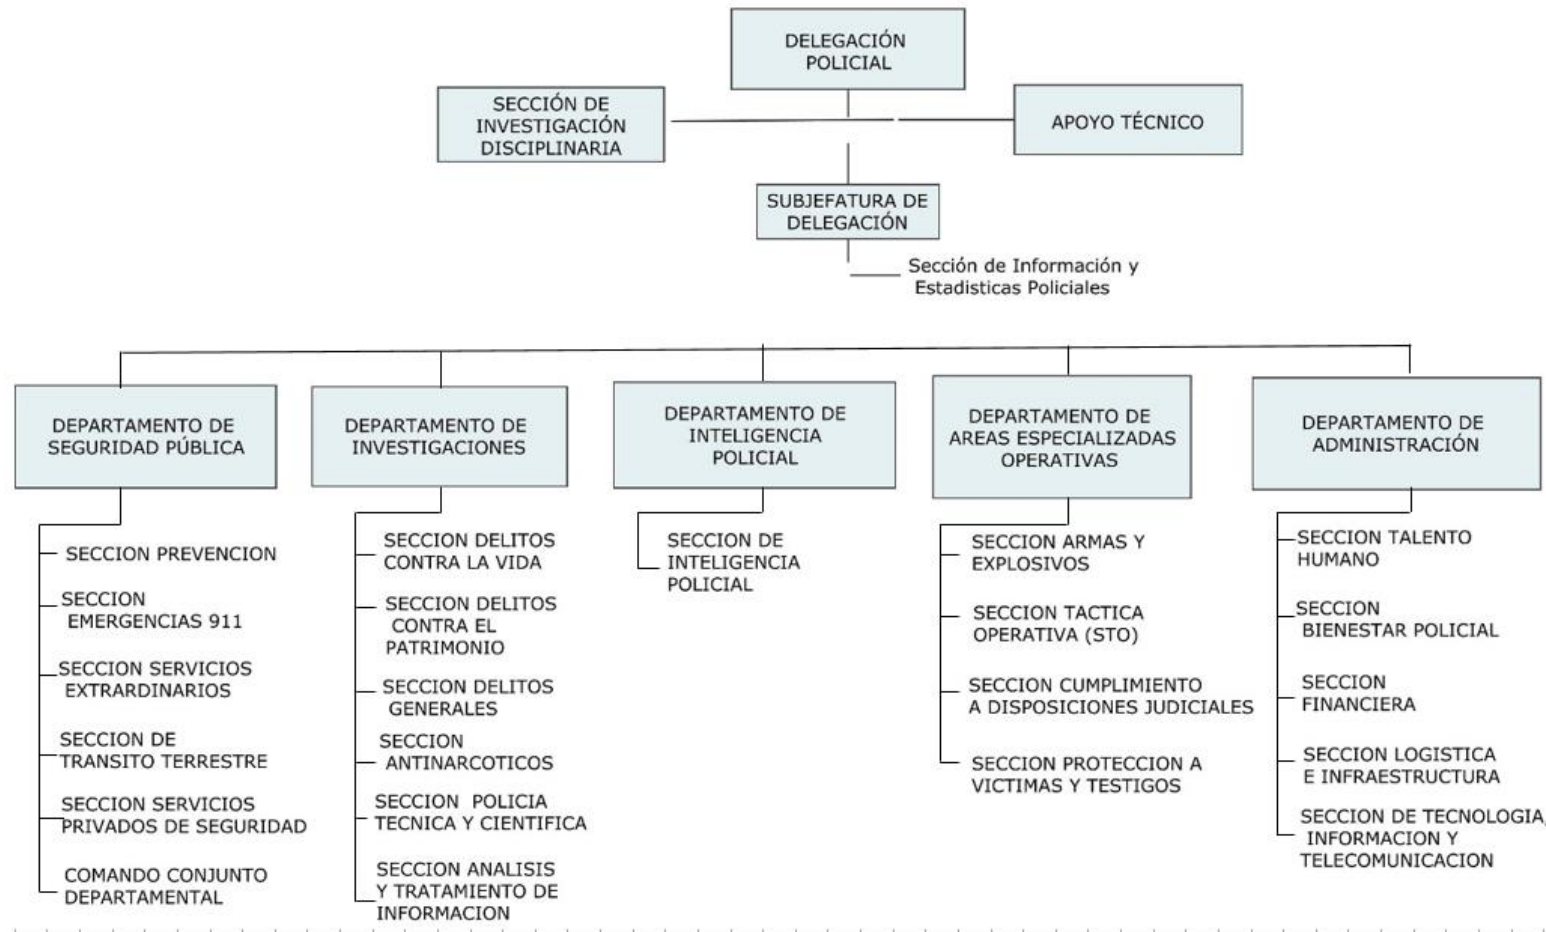 DELEGACIÓN
POLICIAL
SECCIÓN DE
INVESTIGACIÓN
DISCIPLINARIA
APOYO TÉCNICO
SUBJEFATURA DE
DELEGACIÓN
Sección de Información y
Estadisticas Policiales
DEPARTAMENTO DE
SEGURIDAD PÚBLICA
SECCION PREVENCION
SECCION
EMERGENCIAS 911
SECCION SERVICIOS
EXTRARDINARIOS
SECCION DE
TRANSITO TERRESTRE
SECCION SERVICIOS
PRIVADOS DE SEGURIDAD
COMANDO CONJUNTO
DEPARTAMENTAL
DEPARTAMENTO DE
INVESTIGACIONES
SECCION DELITOS
CONTRA LA VIDA
SECCION DELITOS
CONTRA EL
PATRIMONIO
SECCION DELITOS
GENERALES
SECCION
ANTINARCOTICOS
SECCION POLICIA
TECNICA Y CIENTIFICA
SECCION ANALISIS
Y TRATAMIENTO DE
INFORMACION
DEPARTAMENTO DE
INTELIGENCIA
POLICIAL
SECCION DE
INTELIGENCIA
POLICIAL
DEPARTAMENTO DE
AREAS ESPECIALIZADAS
OPERATIVAS
SECCION ARMAS Y
EXPLOSIVOS
SECCION TACTICA
OPERATIVA (STO)
SECCION CUMPLIMIENTO
A DISPOSICIONES JUDICIALES
SECCION PROTECCION A
VICTIMAS Y TESTIGOS
DEPARTAMENTO DE
ADMINISTRACIÓN
SECCION TALENTO
HUMANO
SECCION
BIENESTAR POLICIAL
SECCION
FINANCIERA
SECCION LOGISTICA
E INFRAESTRUCTURA
SECCION DE TECNOLOGIA,
INFORMACION Y
TELECOMUNICACION